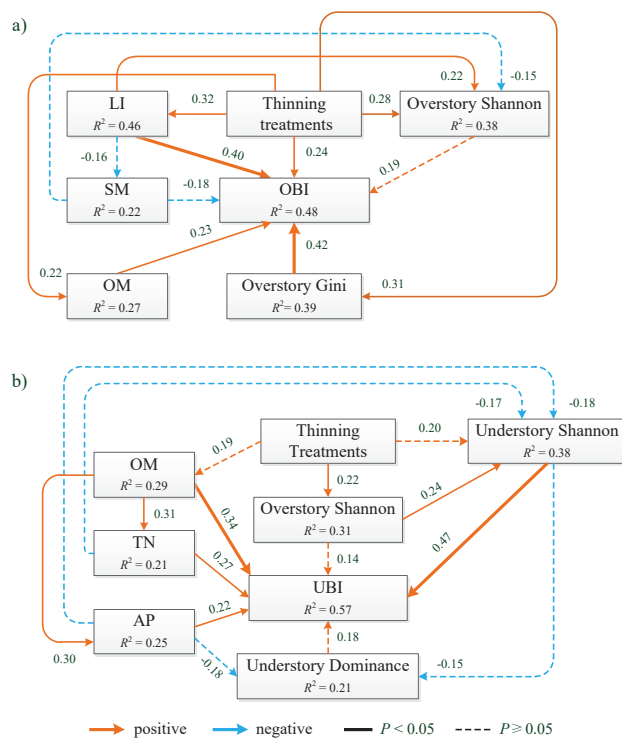 a)
0.22
-0.15
LI
R² = 0.46
0.32
Thinning
treatments
0.28
Overstory Shannon
R² = 0.38
-0.16
0.40
0.24
0.19
SM
R² = 0.22
-0.18
OBI
R² = 0.48
0.23
0.42
0.22
OM
R² = 0.27
Overstory Gini
R²= 0.39
0.31
b)
-0.17
-0.18
Thinning
Treatments
0.20
Understory Shannon
R² = 0.38
0.19
OM
R² = 0.29
0.22
0.24
0.31
0.34
Overstory Shannon
R² = 0.31
0.47
TN
R² = 0.21
0.27
0.14
UBI
R² = 0.57
AP
R² = 0.25
0.22
0.18
0.30
-0.18
Understory Dominance
R² = 0.21
-0.15
positive
negative
P < 0.05
P ≥ 0.05